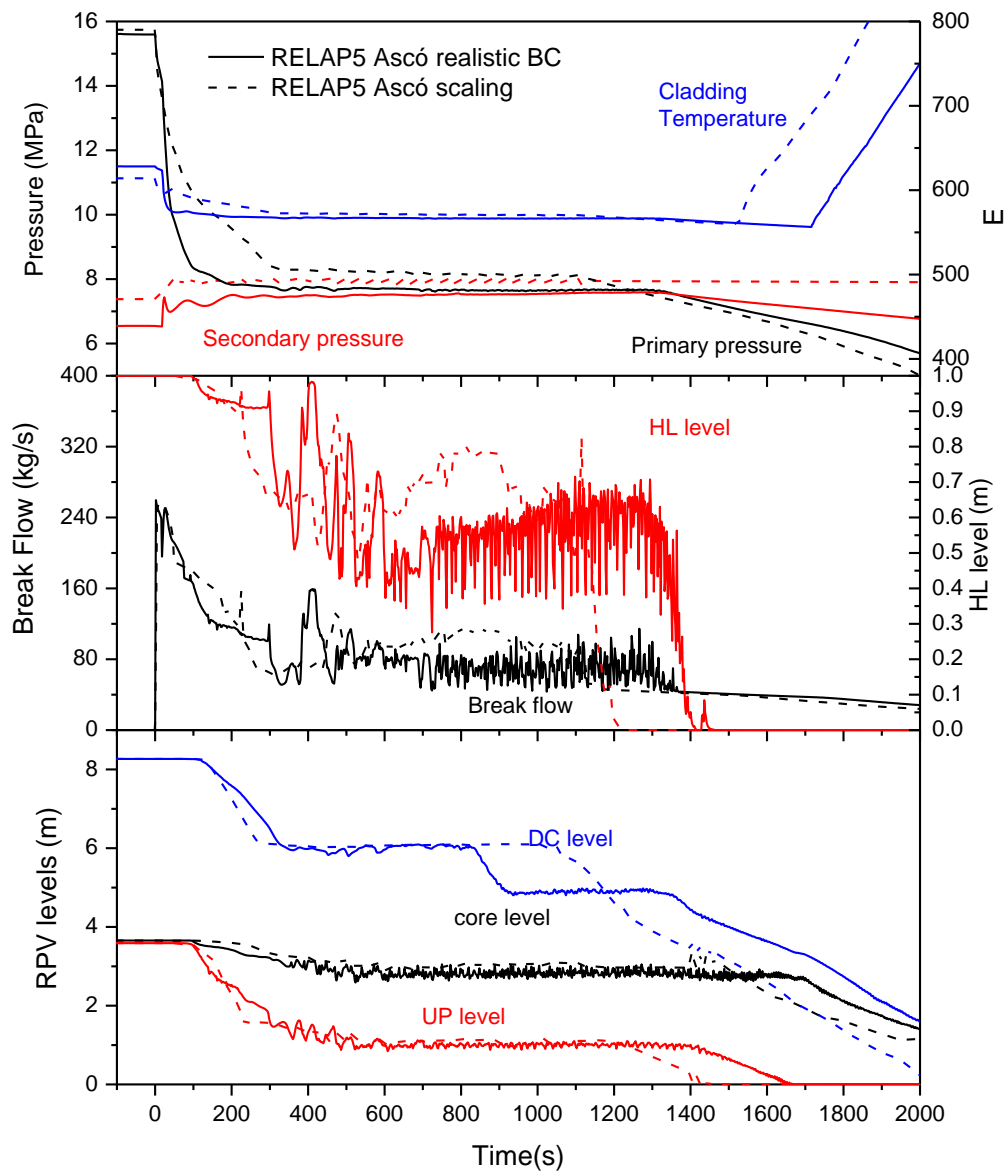 16
14
12
10
8
6
Pressure (MPa)
RELAP5 Ascó realistic BC
RELAP5 Ascó scaling
Cladding
Temperature
Secondary pressure
Primary pressure
800
700
600
500
400
E
400
320
240
160
80
0
Break Flow (kg/s)
HL level
Break flow
1.0
0.9
0.8
0.7
0.6
0.5
0.4
0.3
0.2
0.1
0.0
HL level (m)
8
6
4
2
0
RPV levels (m)
DC level
core level
UP level
0 200 400 600 800 1000 1200 1400 1600 1800 2000
Time(s)